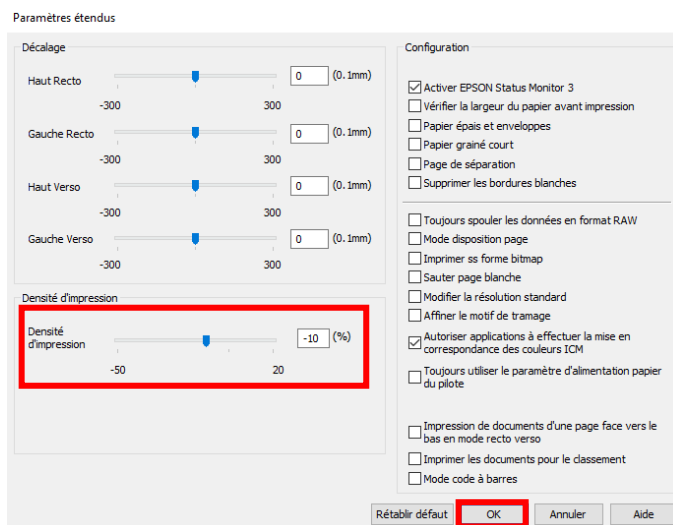 Paramètres étendus
Décalage
Haut Recto
0 (0.1mm)
-300 300
Gauche Recto
0 (0.1mm)
-300 300
Haut Verso
0 (0.1mm)
-300 300
Gauche Verso
0 (0.1mm)
-300 300
Densité d'impression
Densité
d'impression
-10 (%)
-50 20
Configuration
Activer EPSON Status Monitor 3
Vérifier la largeur du papier avant impression
Papier épais et enveloppes
Papier grainé court
Page de séparation
Supprimer les bordures blanches
Toujours spouler les données en format RAW
Mode disposition page
Imprimer ss forme bitmap
Sauter page blanche
Modifier la résolution standard
Affiner le motif de tramage
Autoriser applications à effectuer la mise en
correspondance des couleurs ICM
Toujours utiliser le paramètre d'alimentation papier
du pilote
Impression de documents d'une page face vers le
bas en mode recto verso
Imprimer les documents pour le classement
Mode code à barres
Rétablir défaut OK Annuler Aide